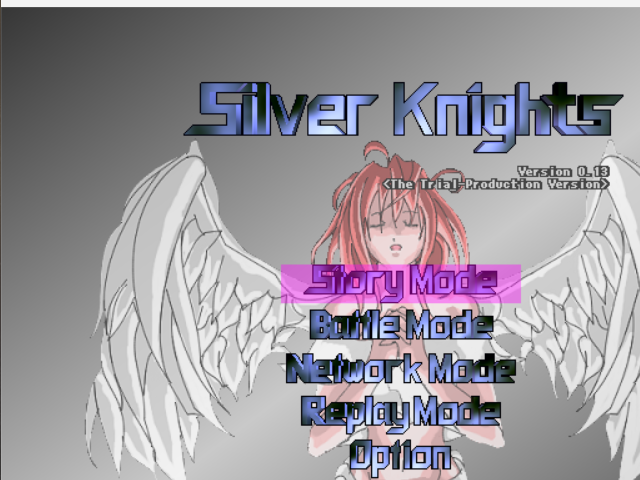 Silver Knights
Version 0.13
<The Trial-Production Version>
Story Mode
Battle Mode
Network Mode
Replay Mode
Option